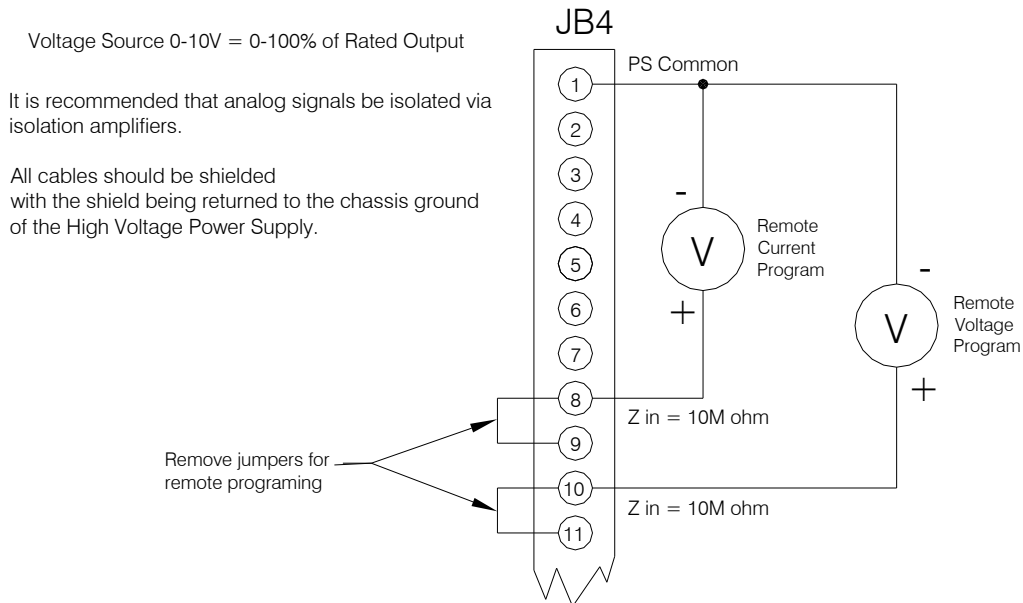 JB4
Voltage Source 0-10V = 0-100% of Rated Output
It is recommended that analog signals be isolated via
isolation amplifiers.
All cables should be shielded
with the shield being returned to the chassis ground
of the High Voltage Power Supply.
PS Common
1
2
3
4
5
6
7
8
9
10
11
-
V
+
Remote
Current
Program
-
V
+
Remote
Voltage
Program
Z in = 10M ohm
Z in = 10M ohm
Remove jumpers for
remote programing